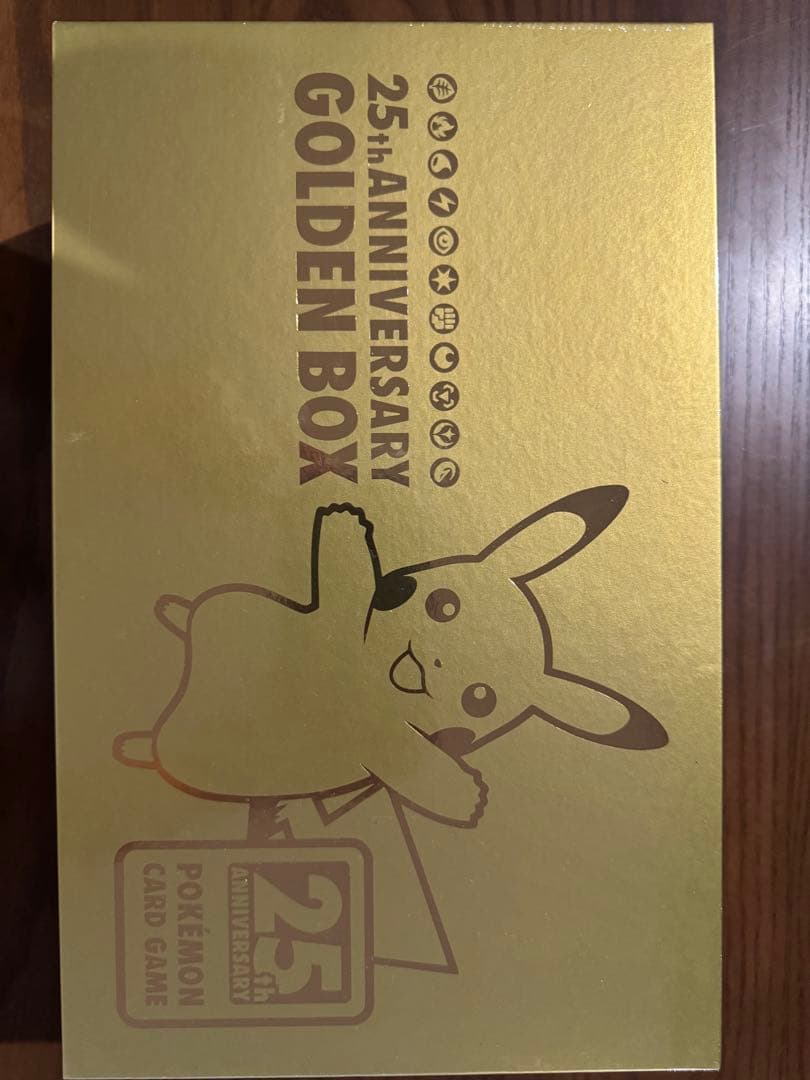 25th ANNIVERSARY
GOLDEN BOX
25th
ANNIVERSARY
POKÉMON
CARD GAME